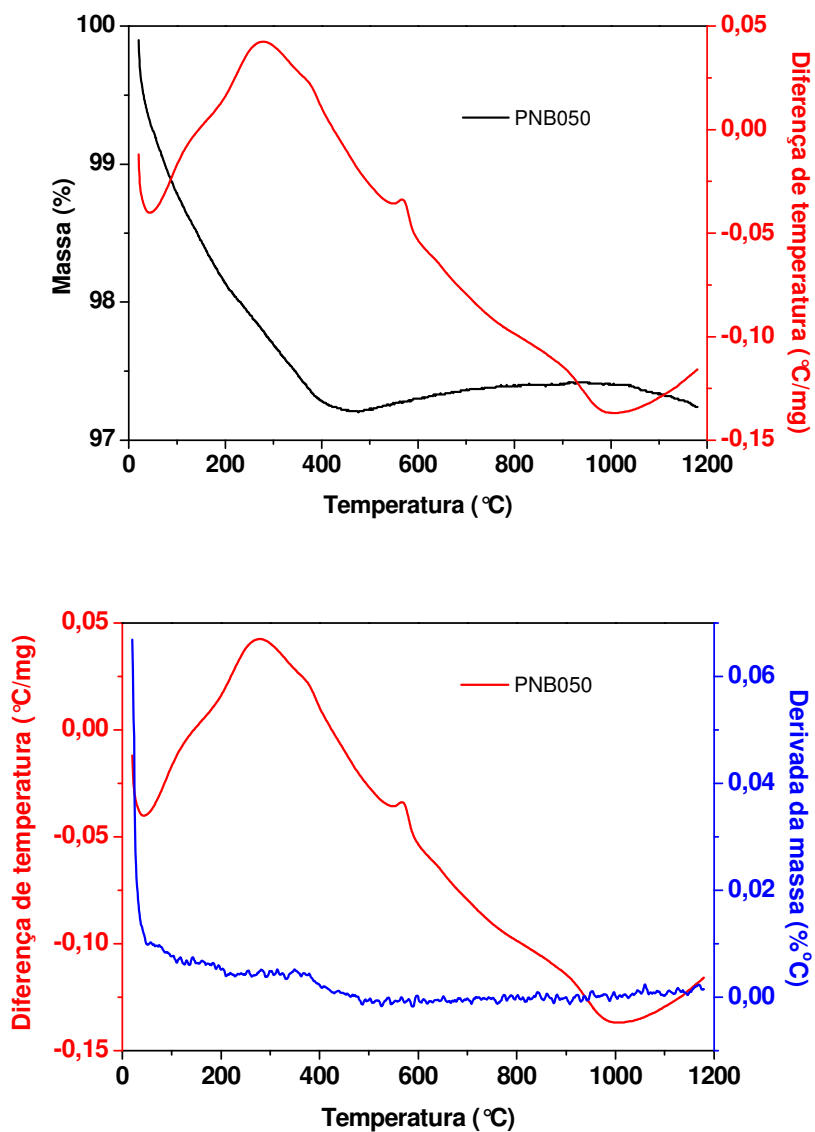 100
99
98
97
Massa (%)
PNB050
0,05
0,00
-0,05
-0,10
-0,15
Diferença de temperatura (°C/mg)
0 200 400 600 800 1000 1200
Temperatura (°C)
0,05
0,00
-0,05
-0,10
-0,15
Diferença de temperatura (°C/mg)
PNB050
0,06
0,04
0,02
0,00
Derivada da massa (%°C)
0 200 400 600 800 1000 1200
Temperatura (°C)